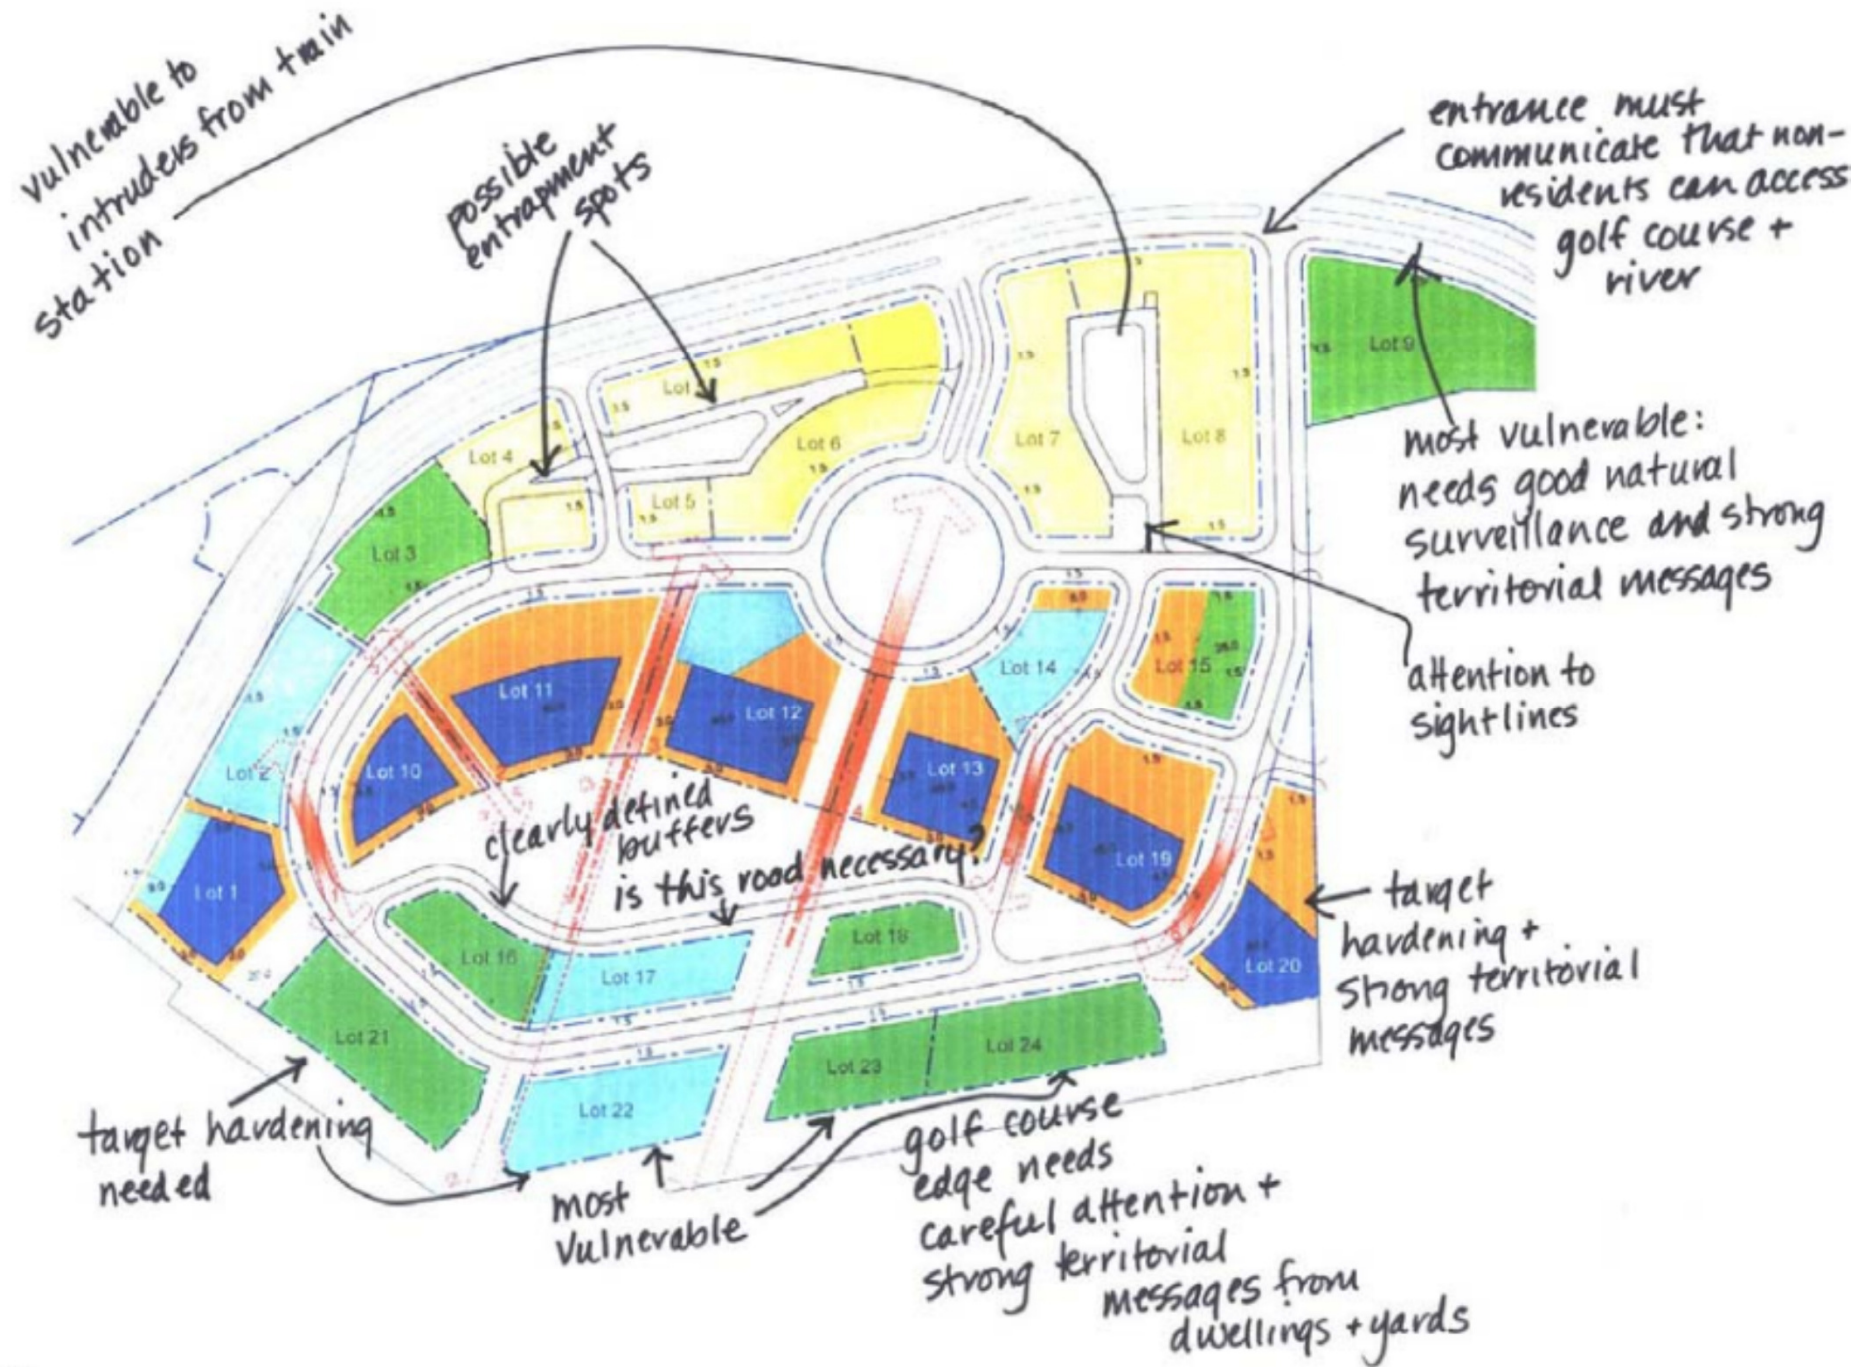 vulnerable to
intruders from train
station
possible
entrapment
spots
entrance must
communicate that non-
residents can access
golf course +
river
Lot 9
most vulnerable:
needs good natural
surveillance and strong
territorial messages
attention to
sightlines
Lot
Lot 4
Lot 6
Lot 5
Lot 7
Lot 8
Lot 3
Lot 2
Lot 1
Lot 10
Lot 11
Lot 12
Lot 13
Lot 14
Lot 15
Lot 19
Lot 20
clearly defined
buffers
is this road necessary?
Lot 16
Lot 17
Lot 18
Lot 21
Lot 22
Lot 23
Lot 24
target
hardening +
strong territorial
messages
target hardening
needed
most
vulnerable
golf course
edge needs
careful attention +
strong territorial
messages from
dwellings + yards